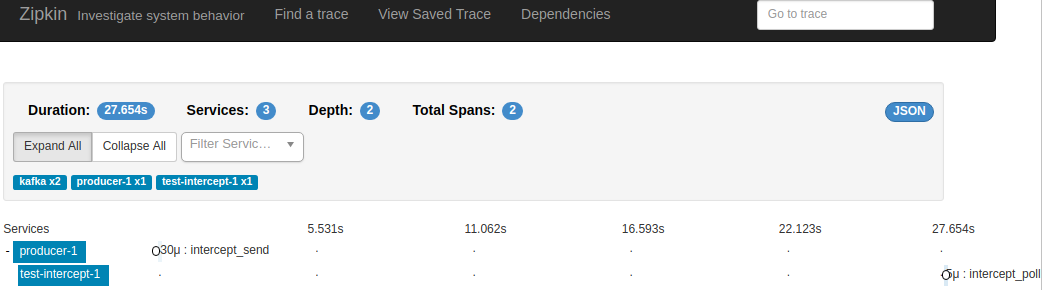 Zipkin Investigate system behavior Find a trace View Saved Trace Dependencies Go to trace
Duration: 27.654s Services: 3 Depth: 2 Total Spans: 2 JSON
Expand All Collapse All Filter Servic...
kafka x2 producer-1 x1 test-intercept-1 x1
Services 5.531s 11.062s 16.593s 22.123s 27.654s
- producer-1 30μ : intercept_send
test-intercept-1 : intercept_poll